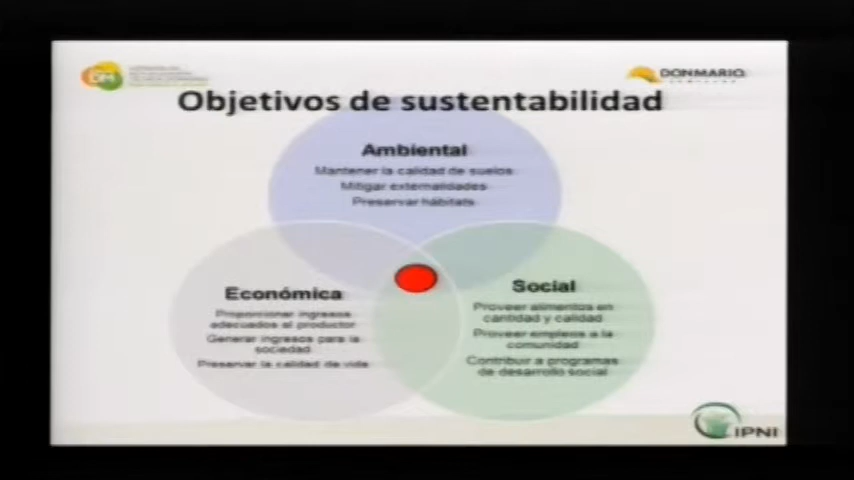 DM
DONMARIO
Objetivos de sustentabilidad
Ambiental
Mantener la calidad de suelos
Mitigar externalidades
Preservar hábitats
Económica
Proporcionar ingresos
adecuados al productor
Generar ingresos para la
sociedad
Preservar la calidad de vida
Social
Proveer alimentos en
cantidad y calidad
Proveer empleos a la
comunidad
Contribuir a programas
de desarrollo social
IPNI